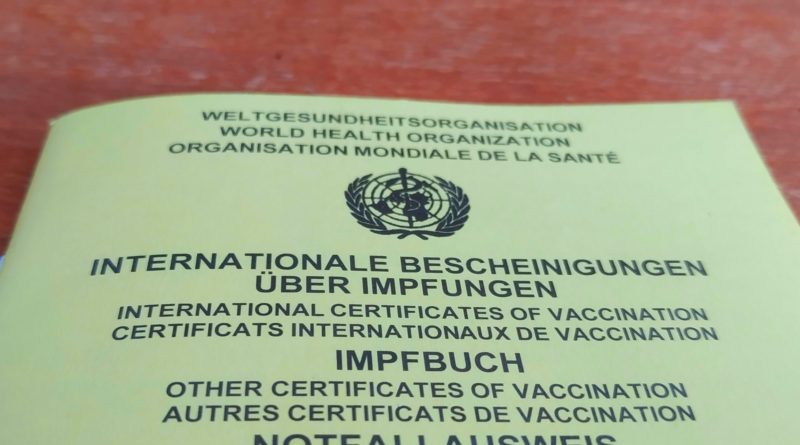 WELTGESUNDHEITSORGANISATION
WORLD HEALTH ORGANIZATION
ORGANISATION MONDIALE DE LA SANTÉ
INTERNATIONALE BESCHEINIGUNGEN
ÜBER IMPFUNGEN
INTERNATIONAL CERTIFICATES OF VACCINATION
CERTIFICATS INTERNATIONAUX DE VACCINATION
IMPFBUCH
OTHER CERTIFICATES OF VACCINATION
AUTRES CERTIFICATS DE VACCINATION
NOTFALLAUSWEIS